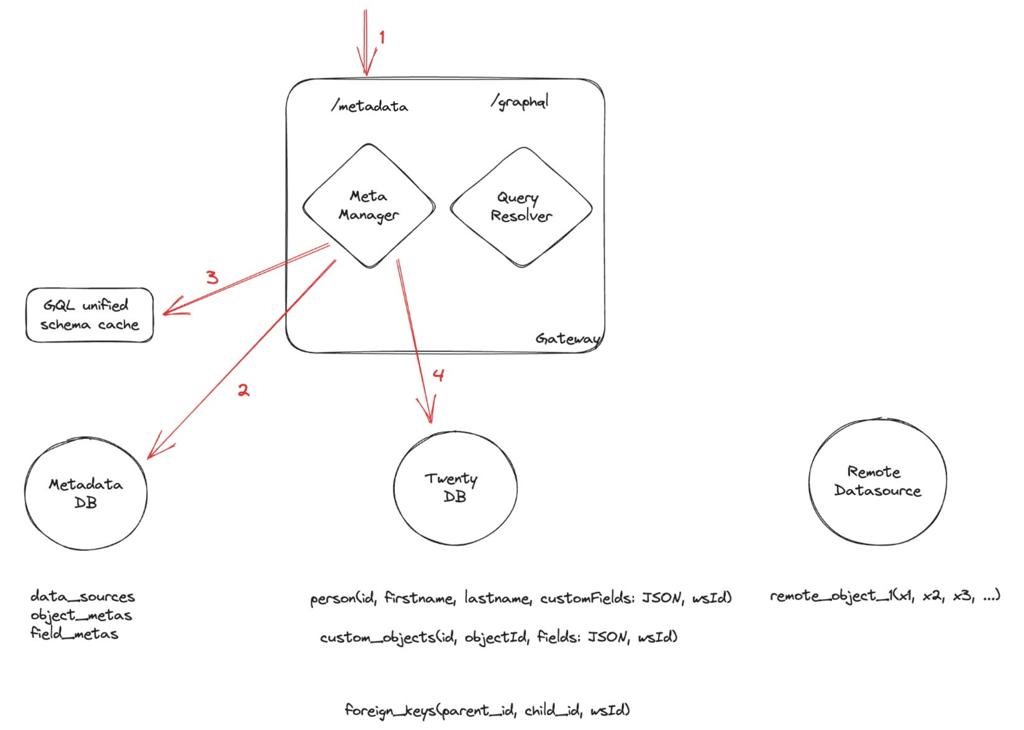 1
/metadata
/graphql
Meta
Manager
Query
Resolver
3
GQL unified
schema cache
Gateway
2
4
Metadata
DB
Twenty
DB
Remote
Datasource
data_sources
object_metas
field_metas
person(id, firstname, lastname, customFields: JSON, wsId)
custom_objects(id, objectId, fields: JSON, wsId)
foreign_keys(parent_id, child_id, wsId)
remote_object_1(x1, x2, x3, ...)